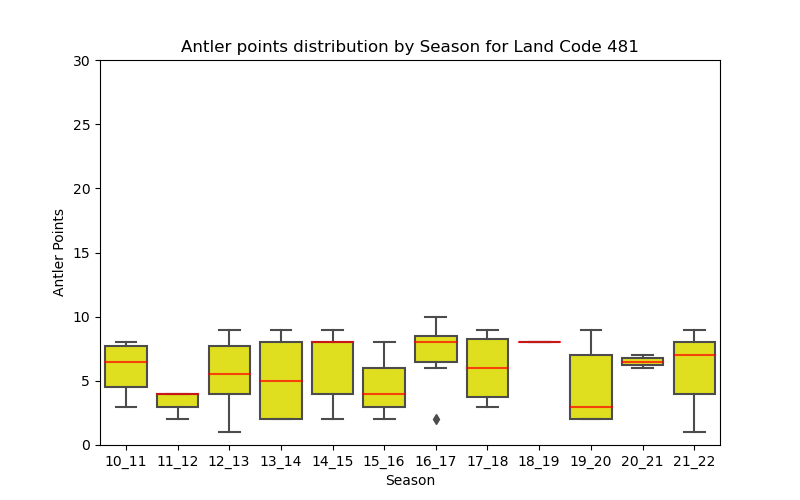 Antler points distribution by Season for Land Code 481
Antler Points
30
25
20
15
10
5
0
10_11 11_12 12_13 13_14 14_15 15_16 16_17 17_18 18_19 19_20 20_21 21_22
Season